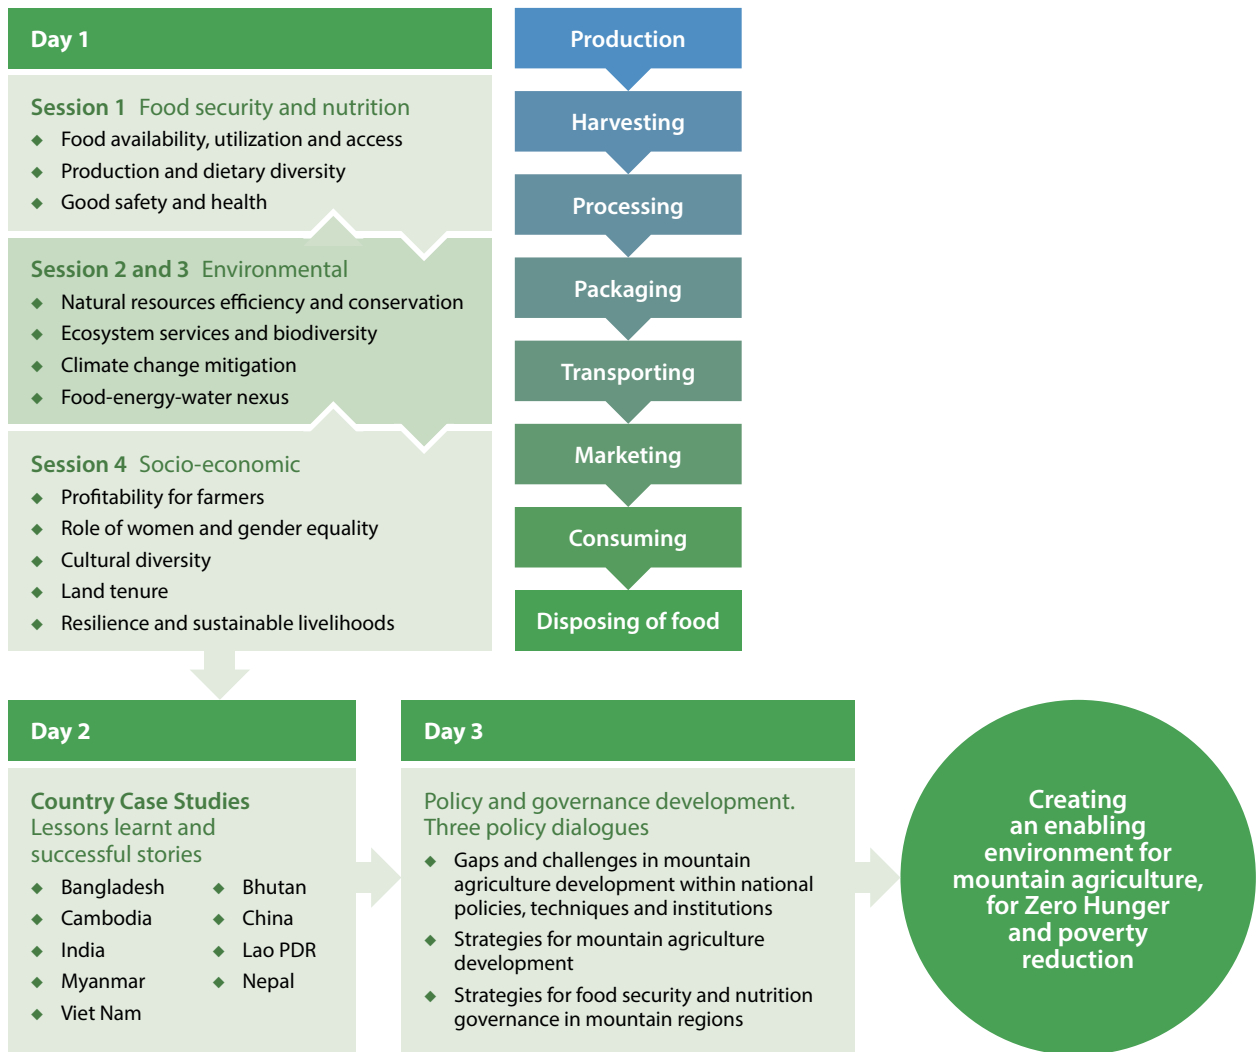 Day 1
Session 1 Food security and nutrition
◆ Food availability, utilization and access
◆ Production and dietary diversity
◆ Good safety and health
Session 2 and 3 Environmental
◆ Natural resources efficiency and conservation
◆ Ecosystem services and biodiversity
◆ Climate change mitigation
◆ Food-energy-water nexus
Session 4 Socio-economic
◆ Profitability for farmers
◆ Role of women and gender equality
◆ Cultural diversity
◆ Land tenure
◆ Resilience and sustainable livelihoods
Production
Harvesting
Processing
Packaging
Transporting
Marketing
Consuming
Disposing of food
Day 2
Country Case Studies
Lessons learnt and
successful stories
◆ Bangladesh
◆ Cambodia
◆ India
◆ Myanmar
◆ Viet Nam
◆ Bhutan
◆ China
◆ Lao PDR
◆ Nepal
Day 3
Policy and governance development.
Three policy dialogues
◆ Gaps and challenges in mountain
agriculture development within national
policies, techniques and institutions
◆ Strategies for mountain agriculture
development
◆ Strategies for food security and nutrition
governance in mountain regions
Creating
an enabling
environment for
mountain agriculture,
for Zero Hunger
and poverty
reduction